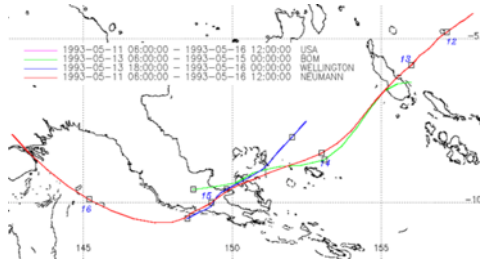 1993-05-11 06:00:00 - 1993-05-16 12:00:00 USA
1993-05-13 06:00:00 - 1993-05-15 00:00:00 BOM
1993-05-13 18:00:00 - 1993-05-16 00:00:00 WELLINGTON
1993-05-11 06:00:00 - 1993-05-16 12:00:00 NEUMANN
12
-5
13
14
15
16
-10
145
150
155